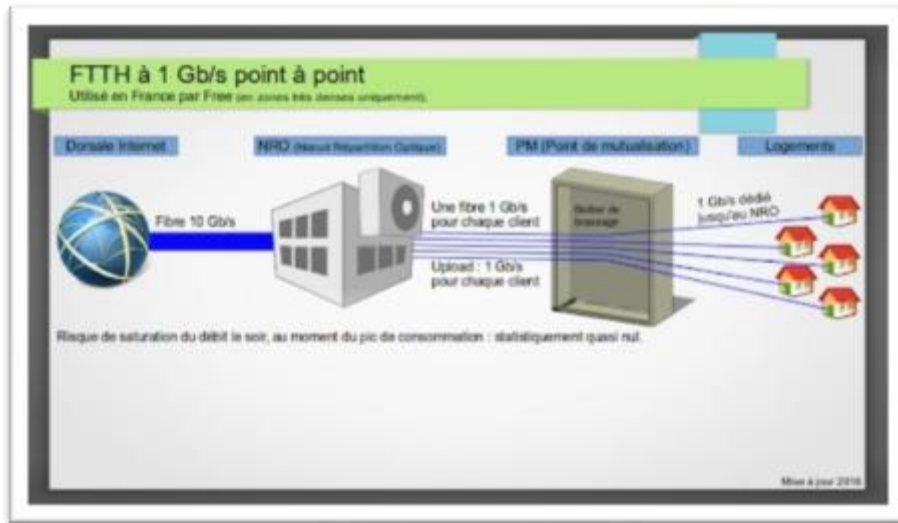 FTTH à 1 Gb/s point à point
Utilisé en France par Free (en zones très denses uniquement).
Dorsale Internet
NRO (Nœud Répartition Optique)
PM (Point de mutualisation)
Logements
Fibre 10 Gb/s
Une fibre 1 Gb/s
pour chaque client
Upload : 1 Gb/s
pour chaque client
de
brassage
1 Gb/s dédié
jusqu'au NRO
Risque de saturation du débit le soir, au moment du pic de consommation : statistiquement quasi nul.
Mise à jour